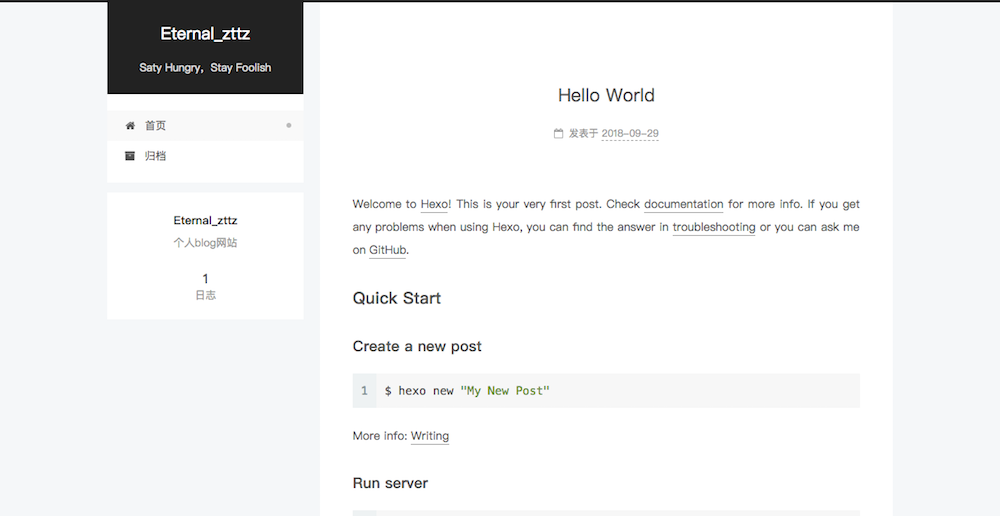 Eternal_zttz
Saty Hungry，Stay Foolish
首页
归档
Eternal_zttz
个人blog网站
1
日志
Hello World
发表于 2018-09-29
Welcome to Hexo! This is your very first post. Check documentation for more info. If you get
any problems when using Hexo, you can find the answer in troubleshooting or you can ask me
on GitHub.
Quick Start
Create a new post
1 $ hexo new "My New Post"
More info: Writing
Run server